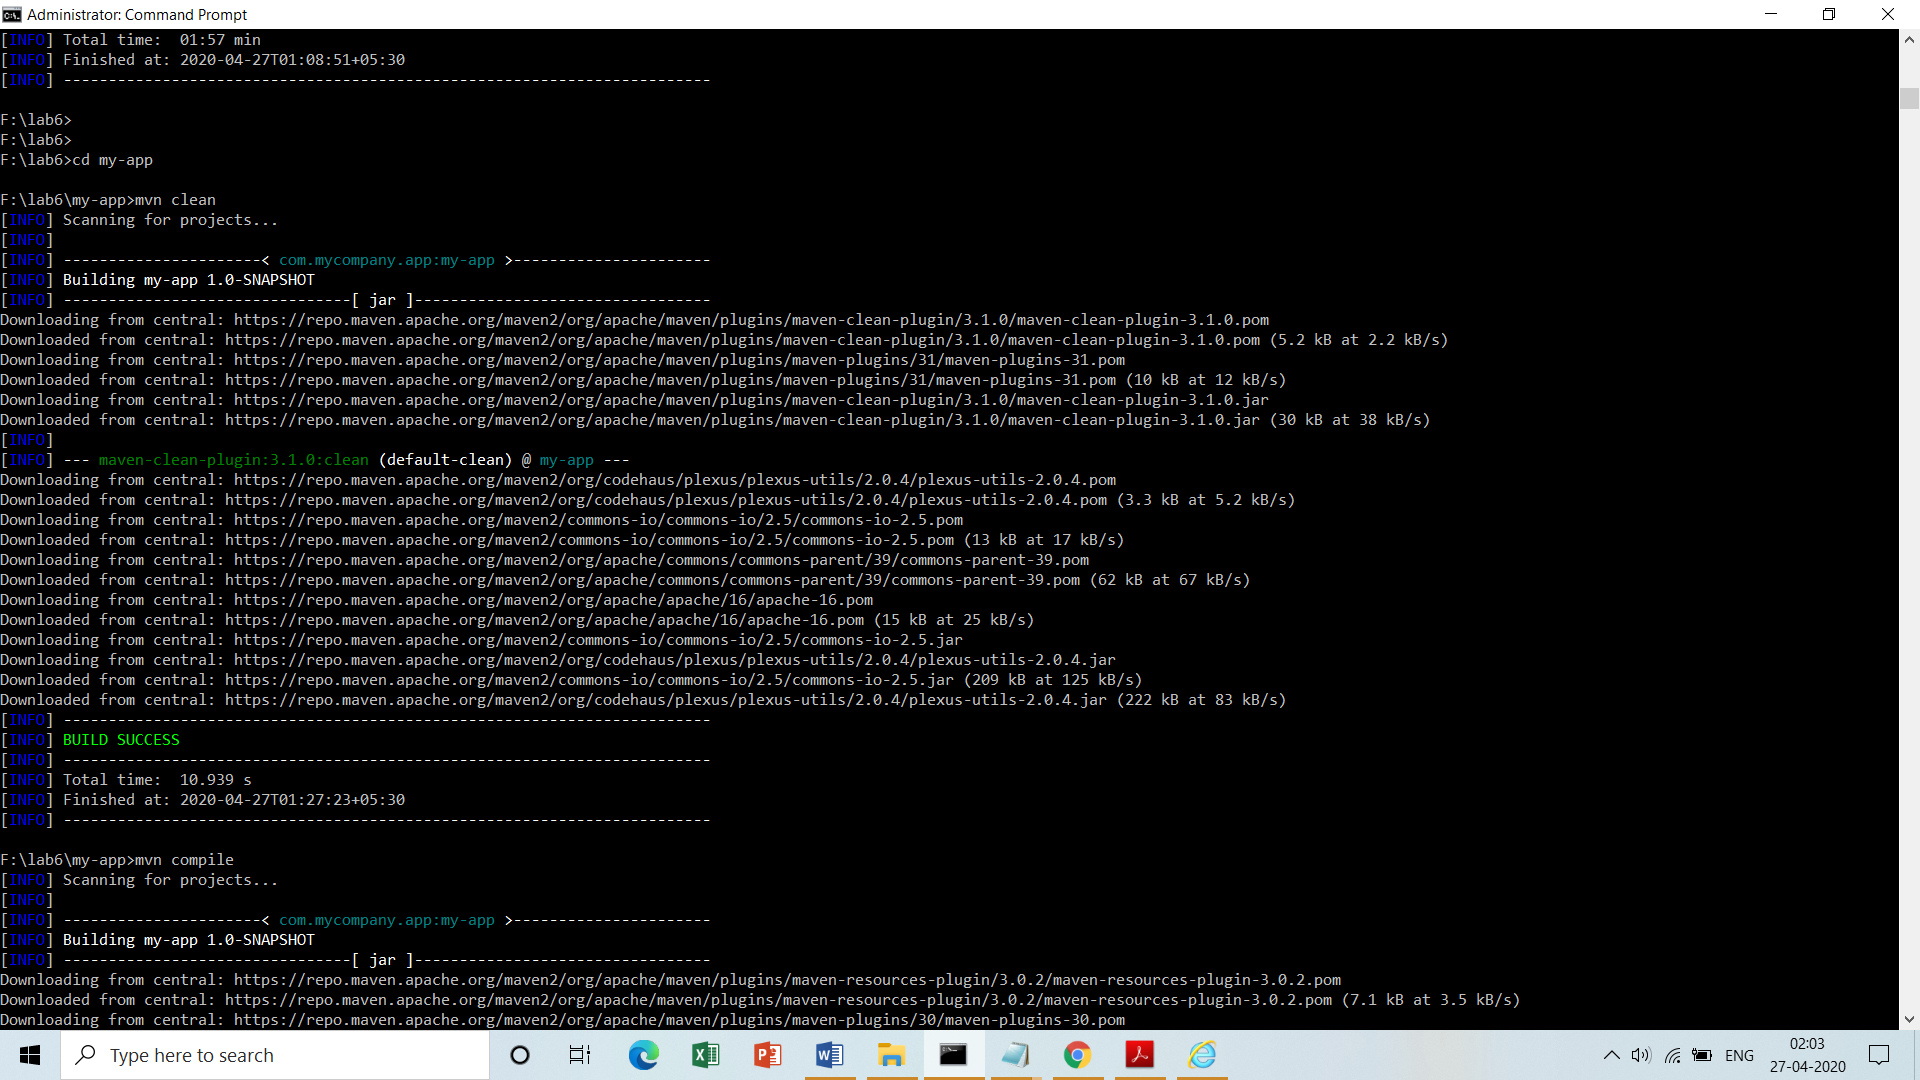 Administrator: Command Prompt
[INFO] Total time:  01:57 min
[INFO] Finished at: 2020-04-27T01:08:51+05:30
[INFO] ------------------------------------------------------------------------
F:\lab6>
F:\lab6>
F:\lab6>cd my-app
F:\lab6\my-app>mvn clean
[INFO] Scanning for projects...
[INFO]
[INFO] ----------------------< com.mycompany.app:my-app >----------------------
[INFO] Building my-app 1.0-SNAPSHOT
[INFO] --------------------------------[ jar ]---------------------------------
Downloading from central: https://repo.maven.apache.org/maven2/org/apache/maven/plugins/maven-clean-plugin/3.1.0/maven-clean-plugin-3.1.0.pom
Downloaded from central: https://repo.maven.apache.org/maven2/org/apache/maven/plugins/maven-clean-plugin/3.1.0/maven-clean-plugin-3.1.0.pom (5.2 kB at 2.2 kB/s)
Downloading from central: https://repo.maven.apache.org/maven2/org/apache/maven/plugins/maven-plugins/31/maven-plugins-31.pom
Downloaded from central: https://repo.maven.apache.org/maven2/org/apache/maven/plugins/maven-plugins/31/maven-plugins-31.pom (10 kB at 12 kB/s)
Downloading from central: https://repo.maven.apache.org/maven2/org/apache/maven/plugins/maven-clean-plugin/3.1.0/maven-clean-plugin-3.1.0.jar
Downloaded from central: https://repo.maven.apache.org/maven2/org/apache/maven/plugins/maven-clean-plugin/3.1.0/maven-clean-plugin-3.1.0.jar (30 kB at 38 kB/s)
[INFO]
[INFO] --- maven-clean-plugin:3.1.0:clean (default-clean) @ my-app ---
Downloading from central: https://repo.maven.apache.org/maven2/org/codehaus/plexus/plexus-utils/2.0.4/plexus-utils-2.0.4.pom
Downloaded from central: https://repo.maven.apache.org/maven2/org/codehaus/plexus/plexus-utils/2.0.4/plexus-utils-2.0.4.pom (3.3 kB at 5.2 kB/s)
Downloading from central: https://repo.maven.apache.org/maven2/commons-io/commons-io/2.5/commons-io-2.5.pom
Downloaded from central: https://repo.maven.apache.org/maven2/commons-io/commons-io/2.5/commons-io-2.5.pom (13 kB at 17 kB/s)
Downloading from central: https://repo.maven.apache.org/maven2/org/apache/commons/commons-parent/39/commons-parent-39.pom
Downloaded from central: https://repo.maven.apache.org/maven2/org/apache/commons/commons-parent/39/commons-parent-39.pom (62 kB at 67 kB/s)
Downloading from central: https://repo.maven.apache.org/maven2/org/apache/apache/16/apache-16.pom
Downloaded from central: https://repo.maven.apache.org/maven2/org/apache/apache/16/apache-16.pom (15 kB at 25 kB/s)
Downloading from central: https://repo.maven.apache.org/maven2/commons-io/commons-io/2.5/commons-io-2.5.jar
Downloading from central: https://repo.maven.apache.org/maven2/org/codehaus/plexus/plexus-utils/2.0.4/plexus-utils-2.0.4.jar
Downloaded from central: https://repo.maven.apache.org/maven2/commons-io/commons-io/2.5/commons-io-2.5.jar (209 kB at 125 kB/s)
Downloaded from central: https://repo.maven.apache.org/maven2/org/codehaus/plexus/plexus-utils/2.0.4/plexus-utils-2.0.4.jar (222 kB at 83 kB/s)
[INFO] ------------------------------------------------------------------------
[INFO] BUILD SUCCESS
[INFO] ------------------------------------------------------------------------
[INFO] Total time:  10.939 s
[INFO] Finished at: 2020-04-27T01:27:23+05:30
[INFO] ------------------------------------------------------------------------
F:\lab6\my-app>mvn compile
[INFO] Scanning for projects...
[INFO]
[INFO] ----------------------< com.mycompany.app:my-app >----------------------
[INFO] Building my-app 1.0-SNAPSHOT
[INFO] --------------------------------[ jar ]---------------------------------
Downloading from central: https://repo.maven.apache.org/maven2/org/apache/maven/plugins/maven-resources-plugin/3.0.2/maven-resources-plugin-3.0.2.pom
Downloaded from central: https://repo.maven.apache.org/maven2/org/apache/maven/plugins/maven-resources-plugin/3.0.2/maven-resources-plugin-3.0.2.pom (7.1 kB at 3.5 kB/s)
Downloading from central: https://repo.maven.apache.org/maven2/org/apache/maven/plugins/maven-plugins/30/maven-plugins-30.pom
Type here to search
ENG
02:03
27-04-2020